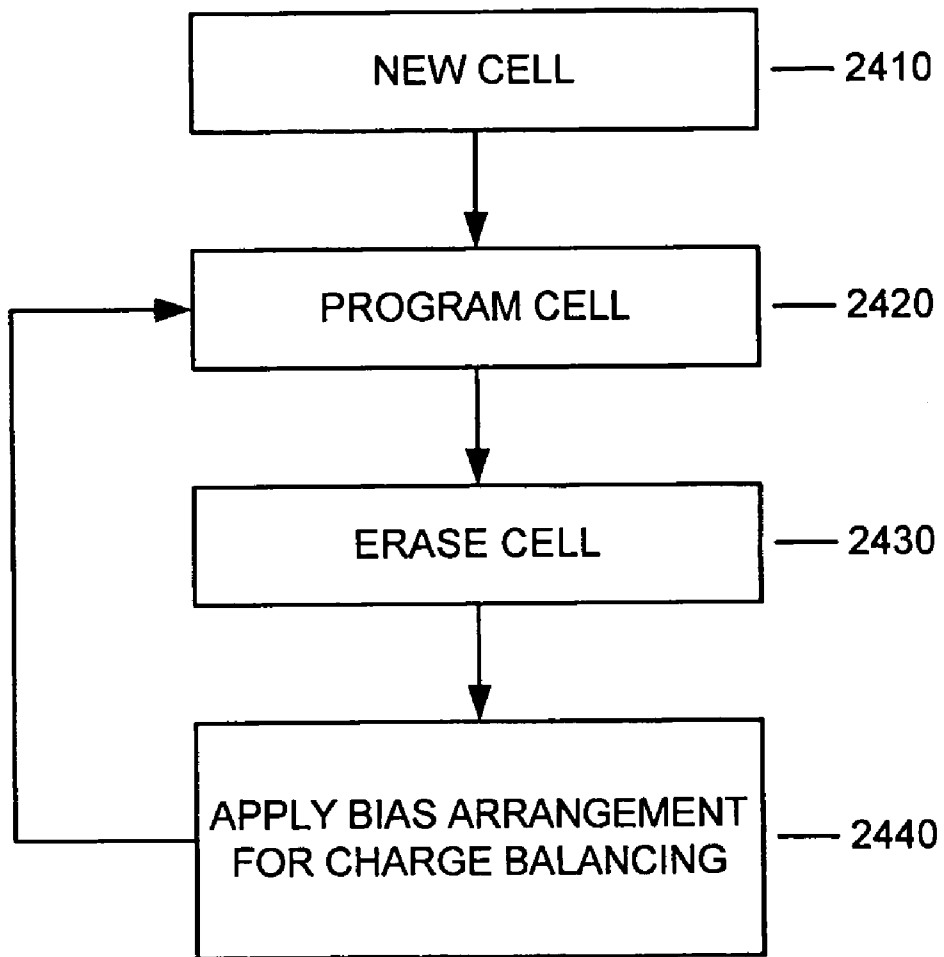 NEW CELL
2410
PROGRAM CELL
2420
ERASE CELL
2430
APPLY BIAS ARRANGEMENT
FOR CHARGE BALANCING
2440